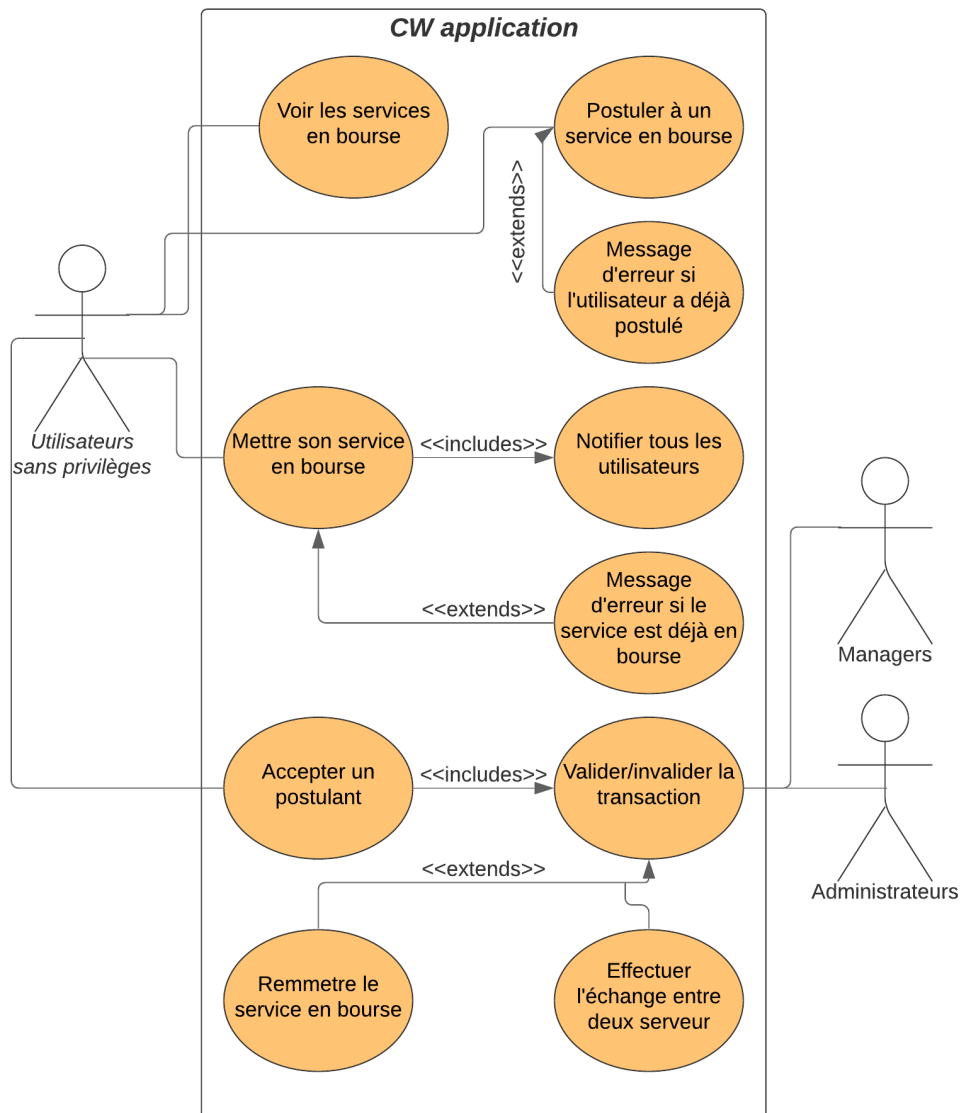 CW application
Voir les services
en bourse
Postuler à un
service en bourse
<<extends>>
Message
d'erreur si
l'utilisateur a déjà
postulé
Utilisateurs
sans privilèges
Mettre son service
en bourse
<<includes>>
Notifier tous les
utilisateurs
<<extends>>
Message
d'erreur si le
service est déjà en
bourse
Managers
Accepter un
postulant
<<includes>>
Valider/invalider la
transaction
Administrateurs
<<extends>>
Remmetre le
service en bourse
Effectuer
l'échange entre
deux serveur